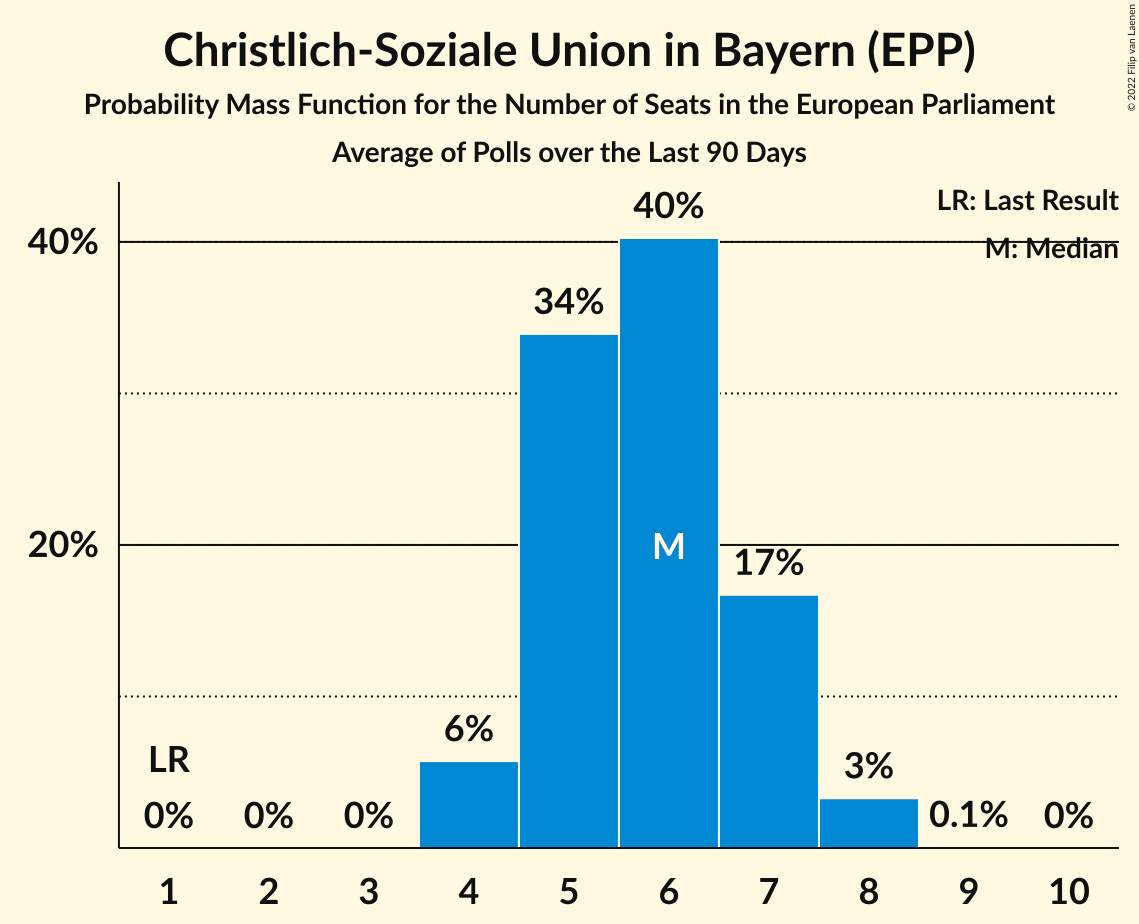 Christlich-Soziale Union in Bayern (EPP)
Probability Mass Function for the Number of Seats in the European Parliament
Average of Polls over the Last 90 Days
© 2022 Filip van Laenen
LR: Last Result
M: Median
40%
20%
LR
0%
0%
0%
6%
34%
40%
M
17%
3%
0.1%
0%
1 2 3 4 5 6 7 8 9 10